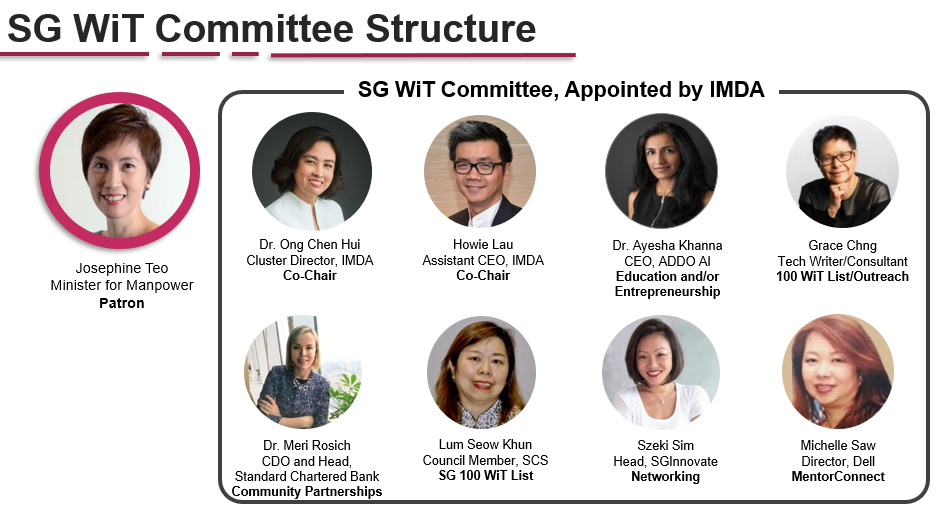 SG WiT Committee Structure
SG WiT Committee, Appointed by IMDA
Josephine Teo
Minister for Manpower
Patron
Dr. Ong Chen Hui
Cluster Director, IMDA
Co-Chair
Howie Lau
Assistant CEO, IMDA
Co-Chair
Dr. Ayesha Khanna
CEO, ADDO AI
Education and/or
Entrepreneurship
Grace Chng
Tech Writer/Consultant
100 WiT List/Outreach
Dr. Meri Rosich
CDO and Head,
Standard Chartered Bank
Community Partnerships
Lum Seow Khun
Council Member, SCS
SG 100 WiT List
Szeki Sim
Head, SGInnovate
Networking
Michelle Saw
Director, Dell
MentorConnect